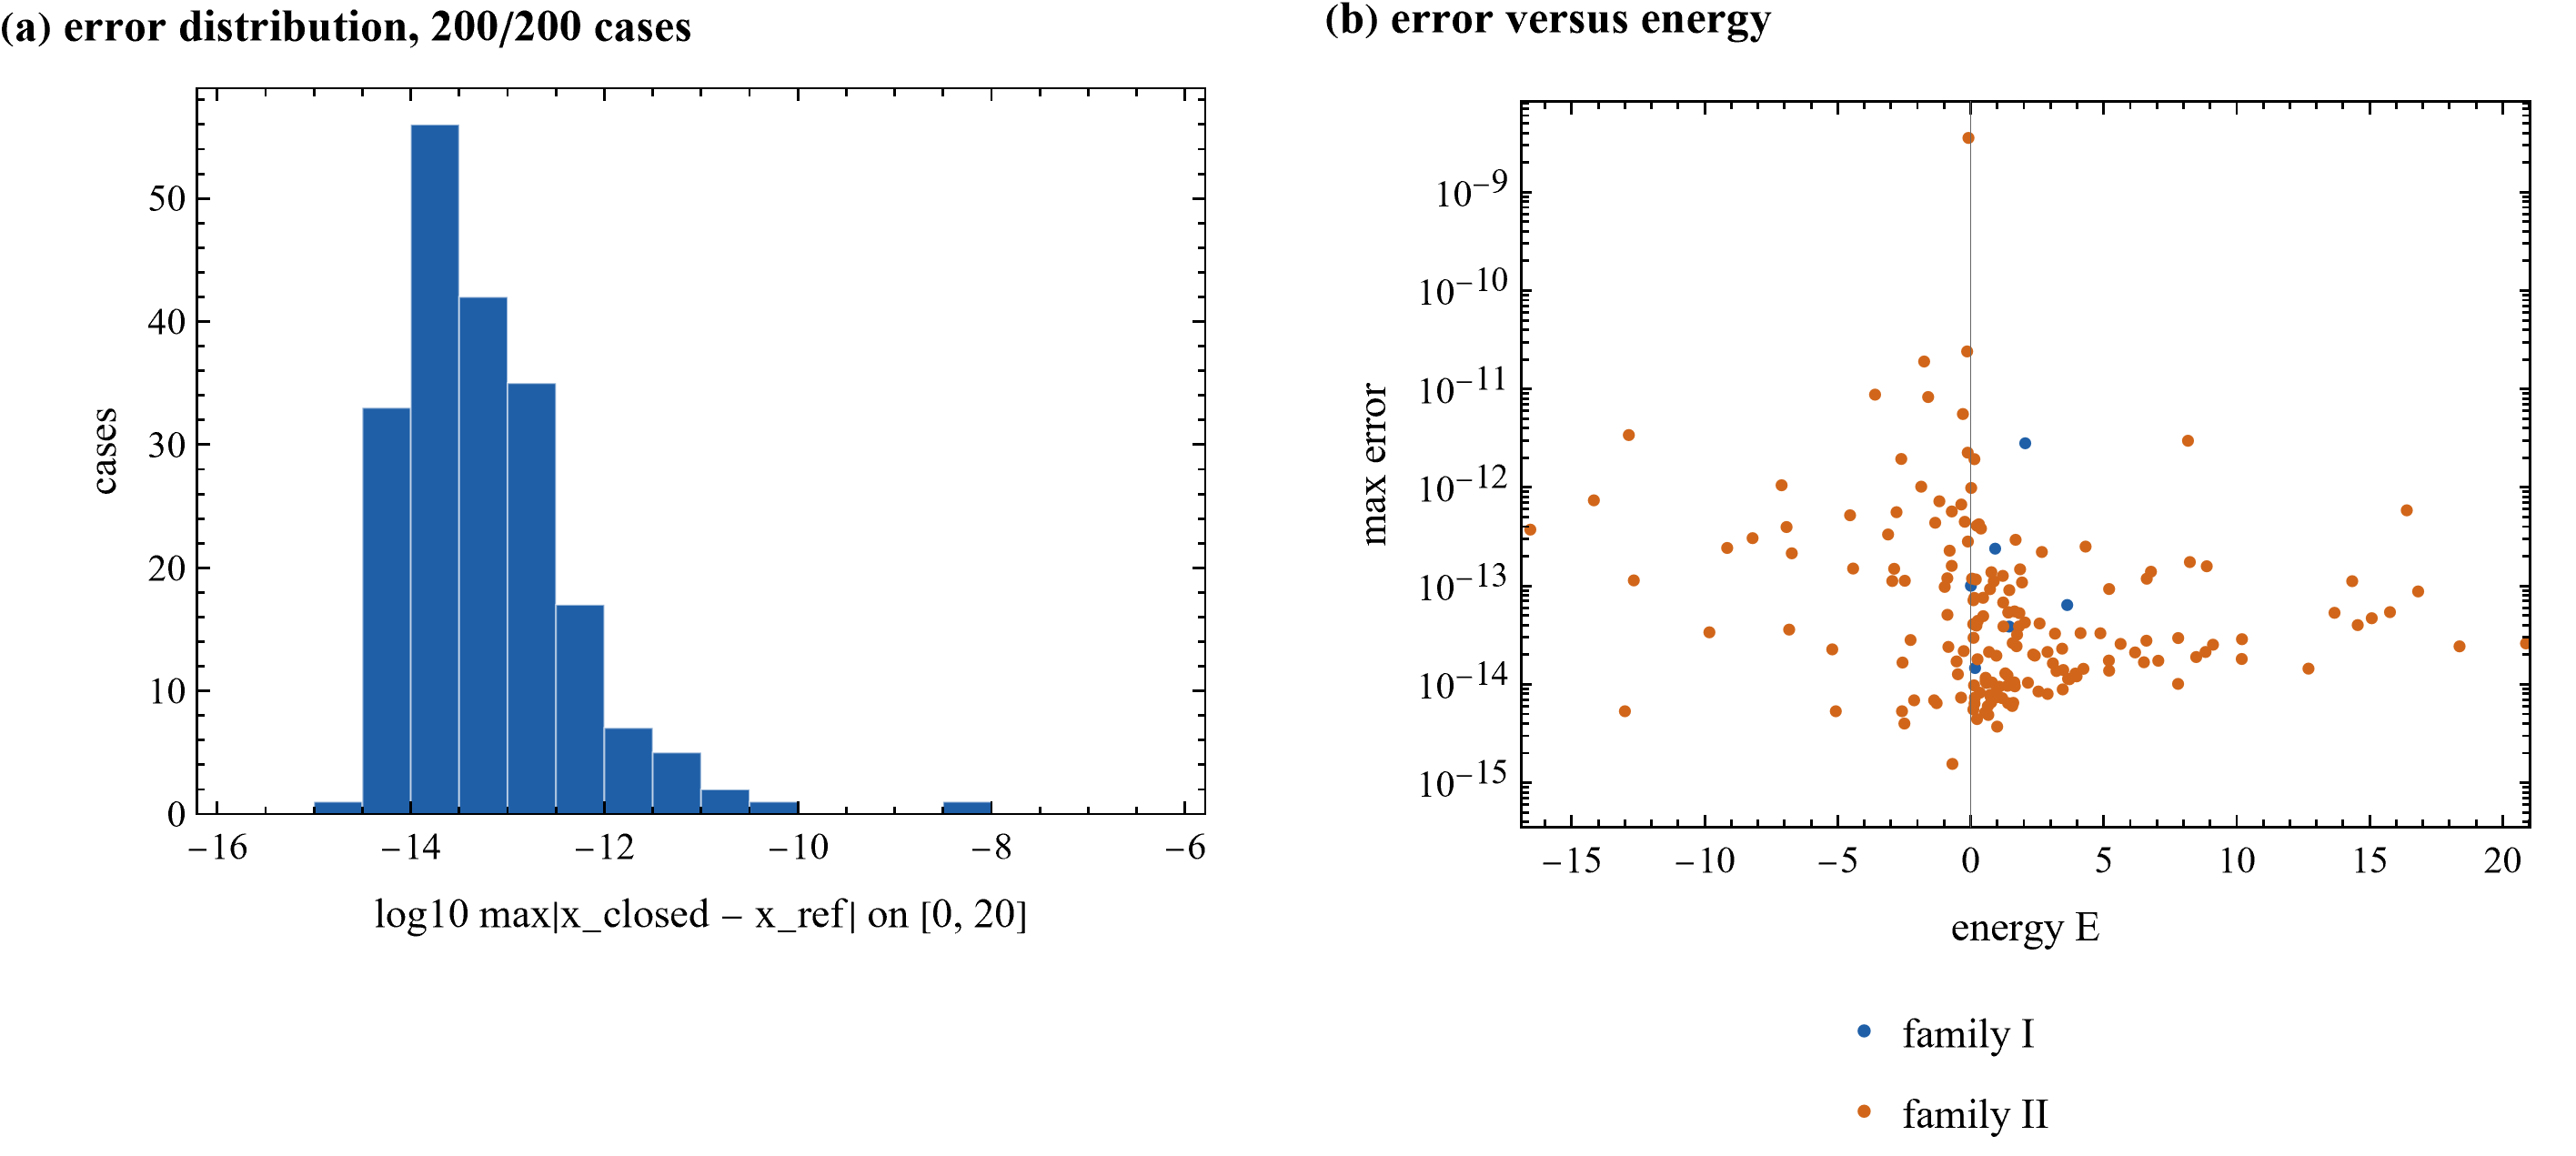 (a) error distribution, 200/200 cases
50
40
30
20
10
0
cases
−16 −14 −12 −10 −8 −6
log10 max|x_closed − x_ref| on [0, 20]
(b) error versus energy
10−9
10−10
10−11
10−12
10−13
10−14
10−15
max error
−15 −10 −5 0 5 10 15 20
energy E
family I
family II